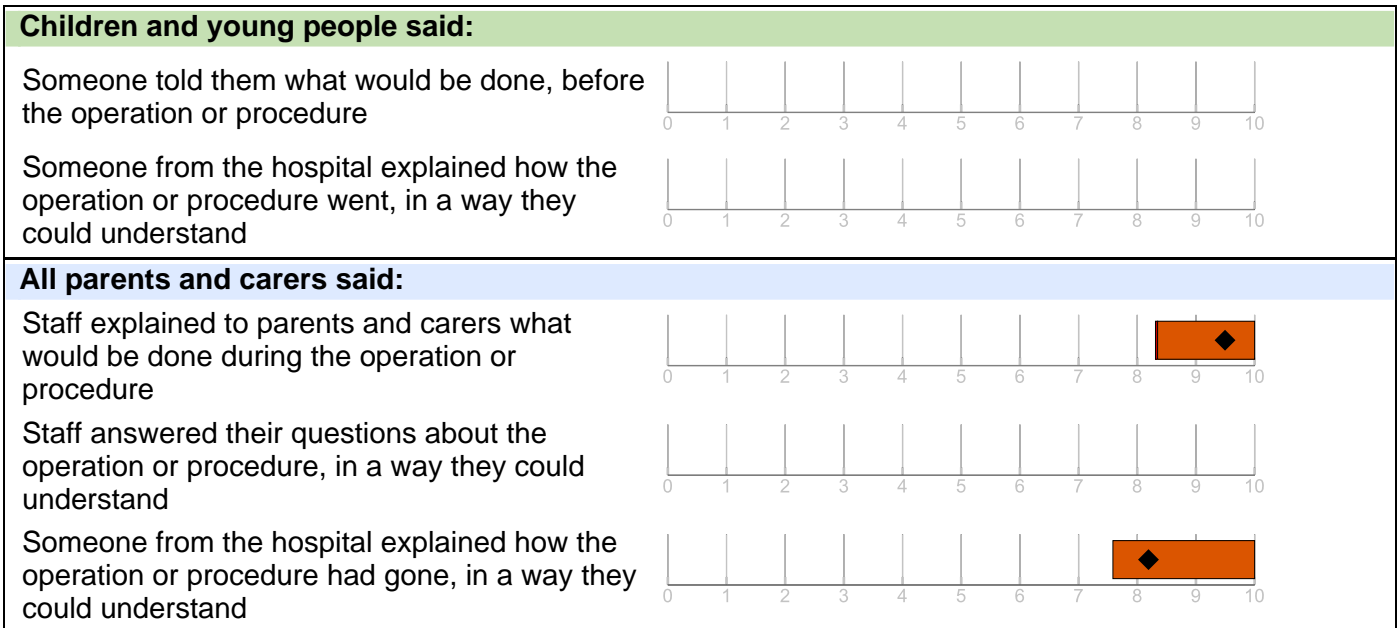 Children and young people said:
Someone told them what would be done, before
the operation or procedure
0 1 2 3 4 5 6 7 8 9 10
Someone from the hospital explained how the
operation or procedure went, in a way they
could understand
0 1 2 3 4 5 6 7 8 9 10
All parents and carers said:
Staff explained to parents and carers what
would be done during the operation or
procedure
0 1 2 3 4 5 6 7 8 9 10
Staff answered their questions about the
operation or procedure, in a way they could
understand
0 1 2 3 4 5 6 7 8 9 10
Someone from the hospital explained how the
operation or procedure had gone, in a way they
could understand
0 1 2 3 4 5 6 7 8 9 10